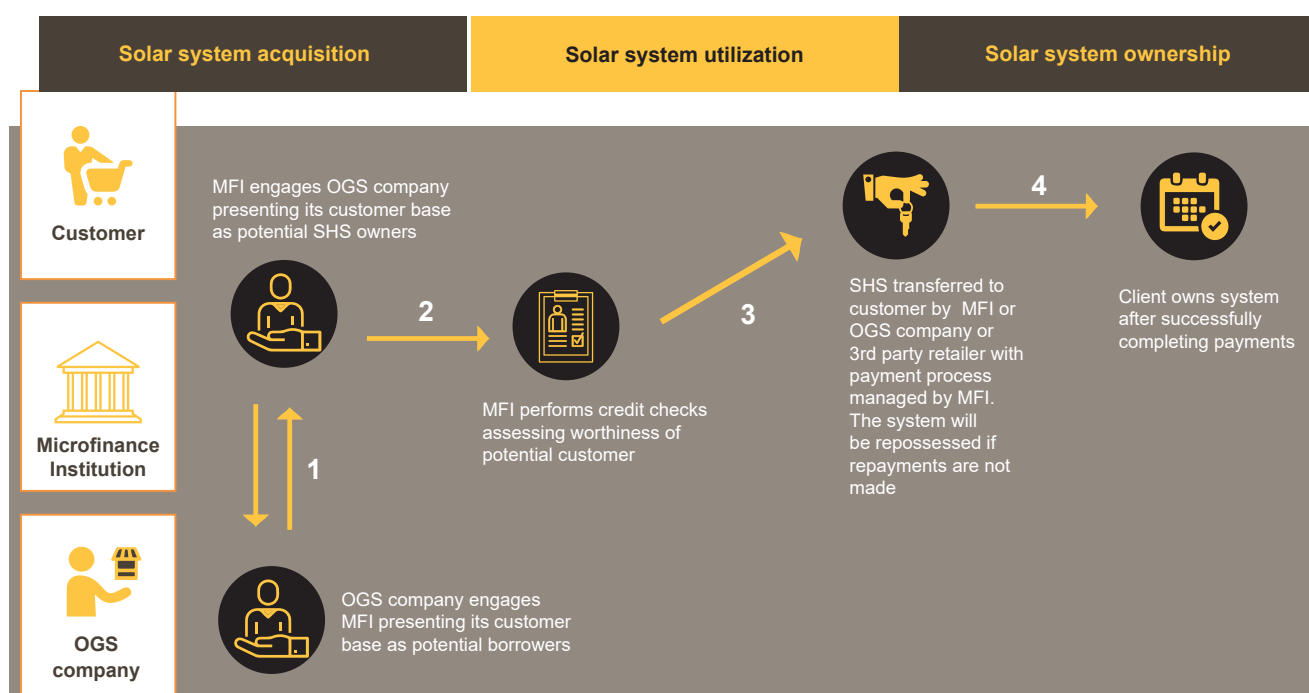 Solar system acquisition
Solar system utilization
Solar system ownership
Customer
Microfinance
Institution
OGS
company
MFI engages OGS company
presenting its customer base
as potential SHS owners
1
OGS company engages
MFI presenting its customer
base as potential borrowers
2
MFI performs credit checks
assessing worthiness of
potential customer
3
SHS transferred to
customer by MFI or
OGS company or
3rd party retailer with
payment process
managed by MFI.
The system will
be repossessed if
repayments are not
made
4
Client owns system
after successfully
completing payments